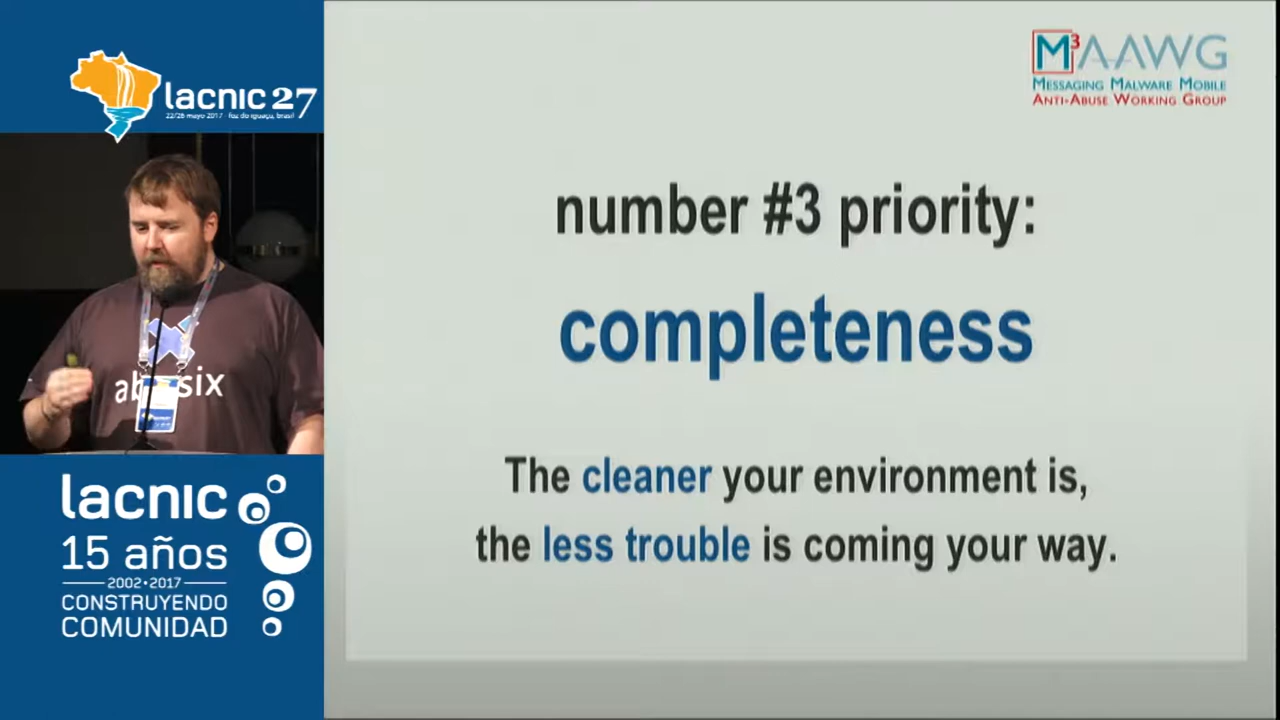 lacnic 27
22/26 mayo 2017 - foz do iguaçu, brasil
abusix
lacnic
15 años
2002•2017
CONSTRUYENDO
COMUNIDAD
M³AAWG
MESSAGING MALWARE MOBILE
ANTI-ABUSE WORKING GROUP
number #3 priority:
completeness
The cleaner your environment is,
the less trouble is coming your way.